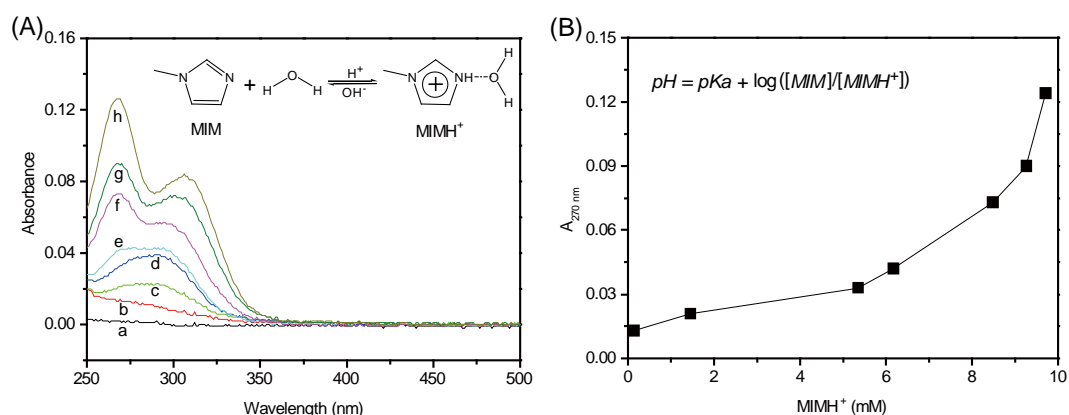 (A)
0.16
0.12
0.08
0.04
0.00
Absorbance
250 300 350 400 450 500
Wavelength (nm)
h
g
f
e
d
c
b
a
N
N
+
H
O
H
H⁺
OH⁻
N
NH
+
O
H
H
MIM
MIMH⁺
(B)
0.15
0.12
0.09
0.06
0.03
0.00
A270 nm
0 2 4 6 8 10
MIMH⁺ (mM)
pH = pKa + log([MIM]/[MIMH⁺])